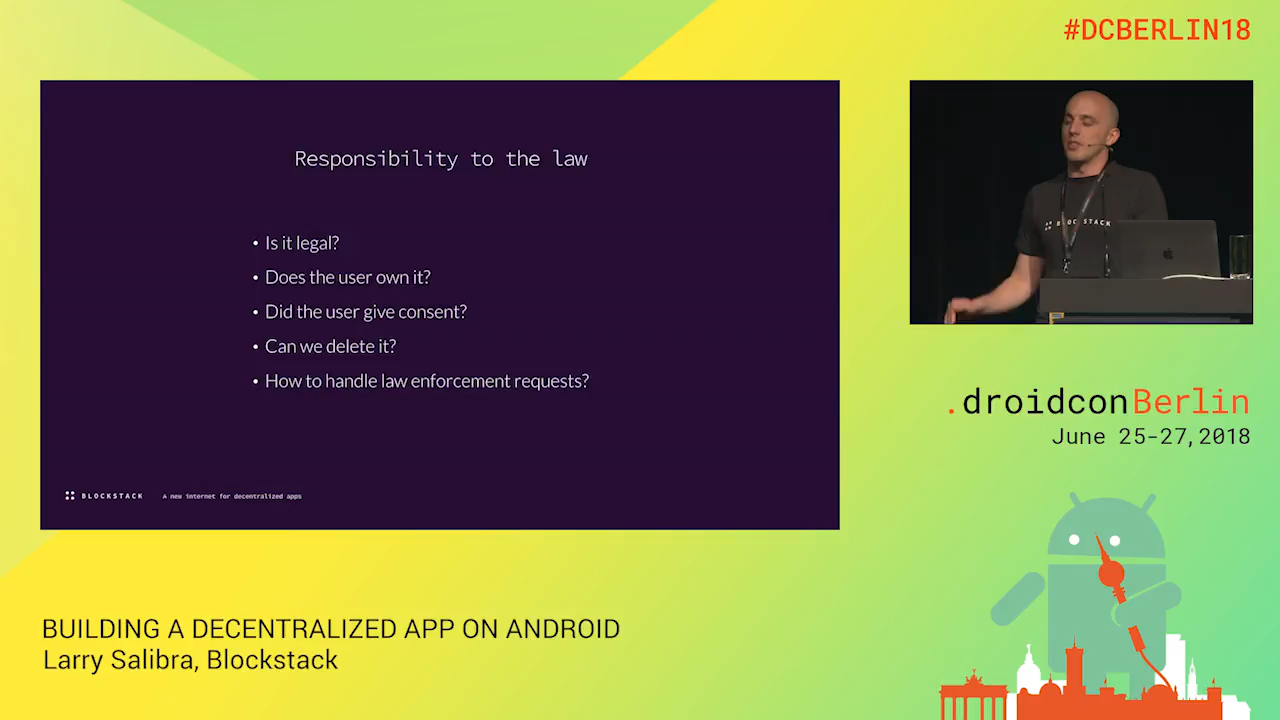 #DCBERLIN18
Responsibility to the law
• Is it legal?
• Does the user own it?
• Did the user give consent?
• Can we delete it?
• How to handle law enforcement requests?
BLOCKSTACK A new internet for decentralized apps
BLOCKSTACK
.droidconBerlin
June 25-27,2018
BUILDING A DECENTRALIZED APP ON ANDROID
Larry Salibra, Blockstack